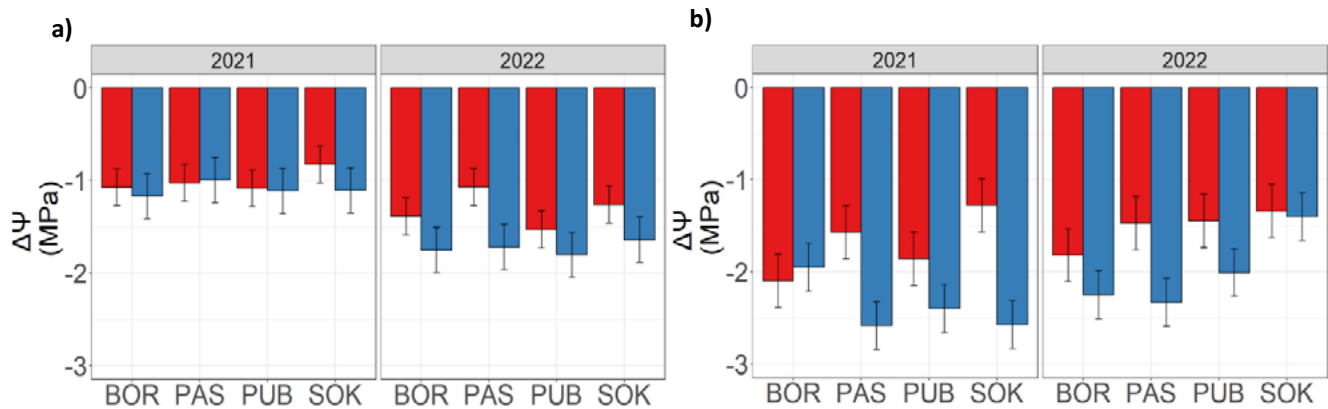 a)
2021 2022
0
-1
-2
-3
ΔΨ
(MPa)
BOR PAS PUB SOK BOR PAS PUB SOK
b)
2021 2022
0
-1
-2
-3
ΔΨ
(MPa)
BOR PAS PUB SOK BOR PAS PUB SOK